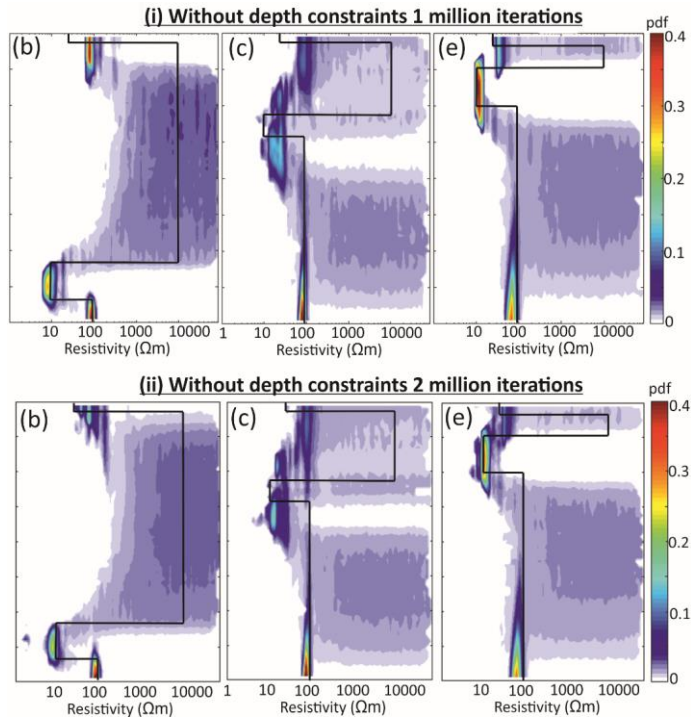 (i) Without depth constraints 1 million iterations
(b) (c) (e) pdf
0.4
0.3
0.2
0.1
0
10 100 1000 10000 1 10 100 1000 10000 10 100 1000 10000
Resistivity (Ωm) Resistivity (Ωm) Resistivity (Ωm)
(ii) Without depth constraints 2 million iterations
(b) (c) (e) pdf
0.4
0.3
0.2
0.1
0
10 100 1000 10000 1 10 100 1000 10000 10 100 1000 10000
Resistivity (Ωm) Resistivity (Ωm) Resistivity (Ωm)